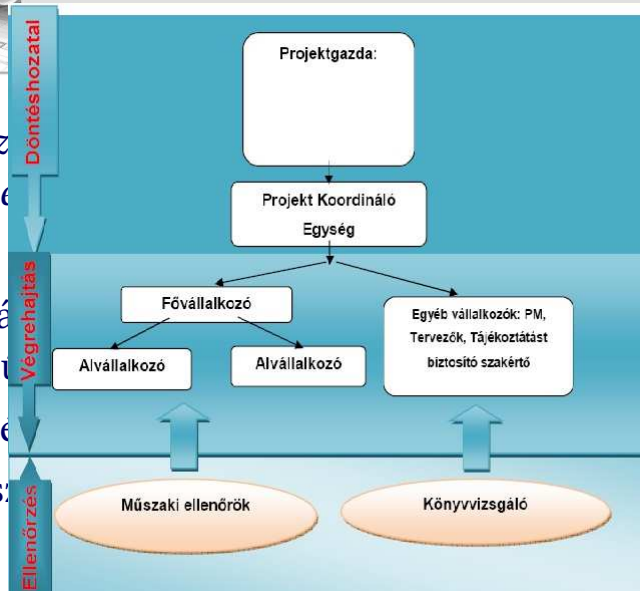 Döntéshozatal
Projektgazda:
Projekt Koordináló
Egység
Végrehajtás
Fővállalkozó
Alvállalkozó
Alvállalkozó
Egyéb vállalkozók: PM,
Tervezők, Tájékoztatást
biztosító szakértő
Ellenőrzés
Műszaki ellenőrök
Könyvvizsgáló